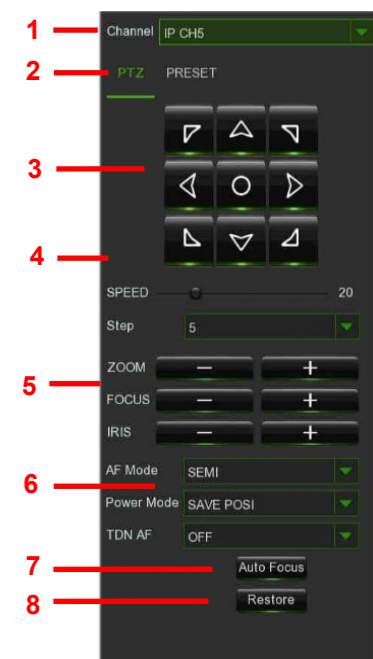 1 Channel IP CH5
2 PTZ PRESET
3
4
SPEED 20
Step 5
5 ZOOM − +
FOCUS − +
IRIS − +
AF Mode SEMI
6 Power Mode SAVE POSI
TDN AF OFF
7 Auto Focus
8 Restore